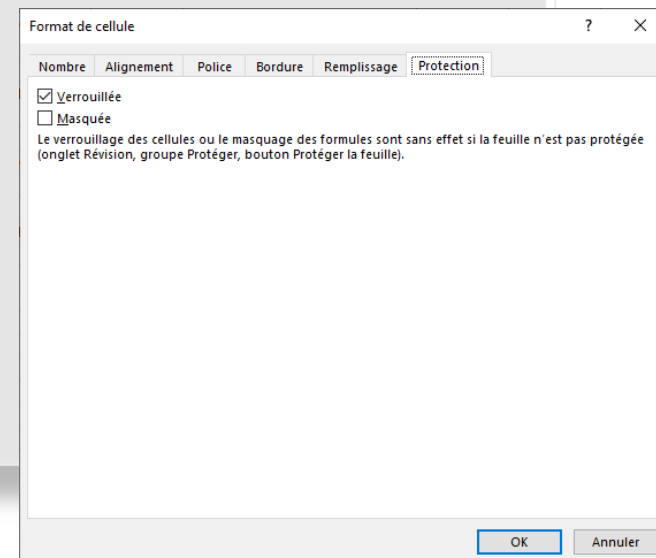 Format de cellule ? ×
Nombre Alignement Police Bordure Remplissage Protection
Verrouillée
Masquée
Le verrouillage des cellules ou le masquage des formules sont sans effet si la feuille n'est pas protégée
(onglet Révision, groupe Protéger, bouton Protéger la feuille).
OK Annuler